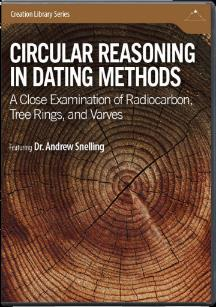 Creation Library Series
CIRCULAR REASONING
IN DATING METHODS
A Close Examination of Radiocarbon,
Tree Rings, and Varves
Featuring Dr. Andrew Snelling